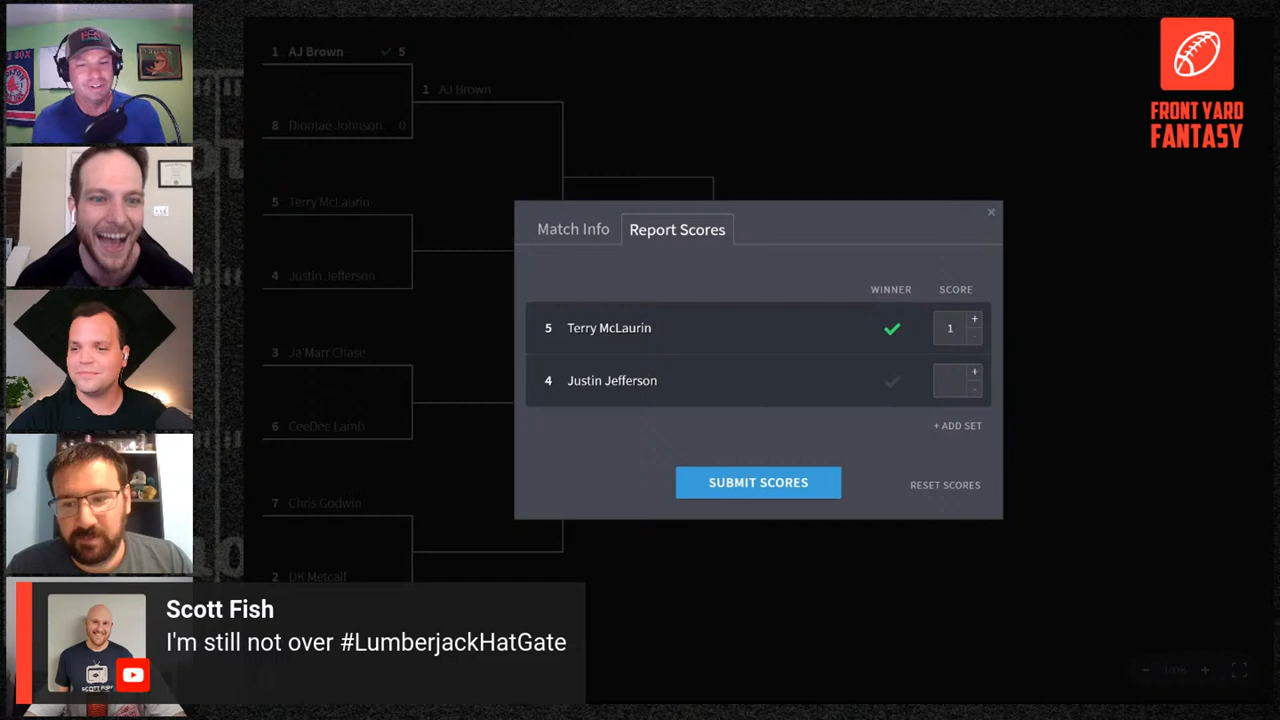 1 AJ Brown ✓ 5
8 Diontae Johnson 0
1 AJ Brown
5 Terry McLaurin
4 Justin Jefferson
3 Ja'Marr Chase
6 CeeDee Lamb
7 Chris Godwin
2 DK Metcalf
FRONT YARD
FANTASY
Match Info
Report Scores
×
WINNER SCORE
5 Terry McLaurin ✓ 1 + -
4 Justin Jefferson ✓ + -
+ ADD SET
SUBMIT SCORES
RESET SCORES
Scott Fish
I'm still not over #LumberjackHatGate
SCOTT FISH
− 100% +